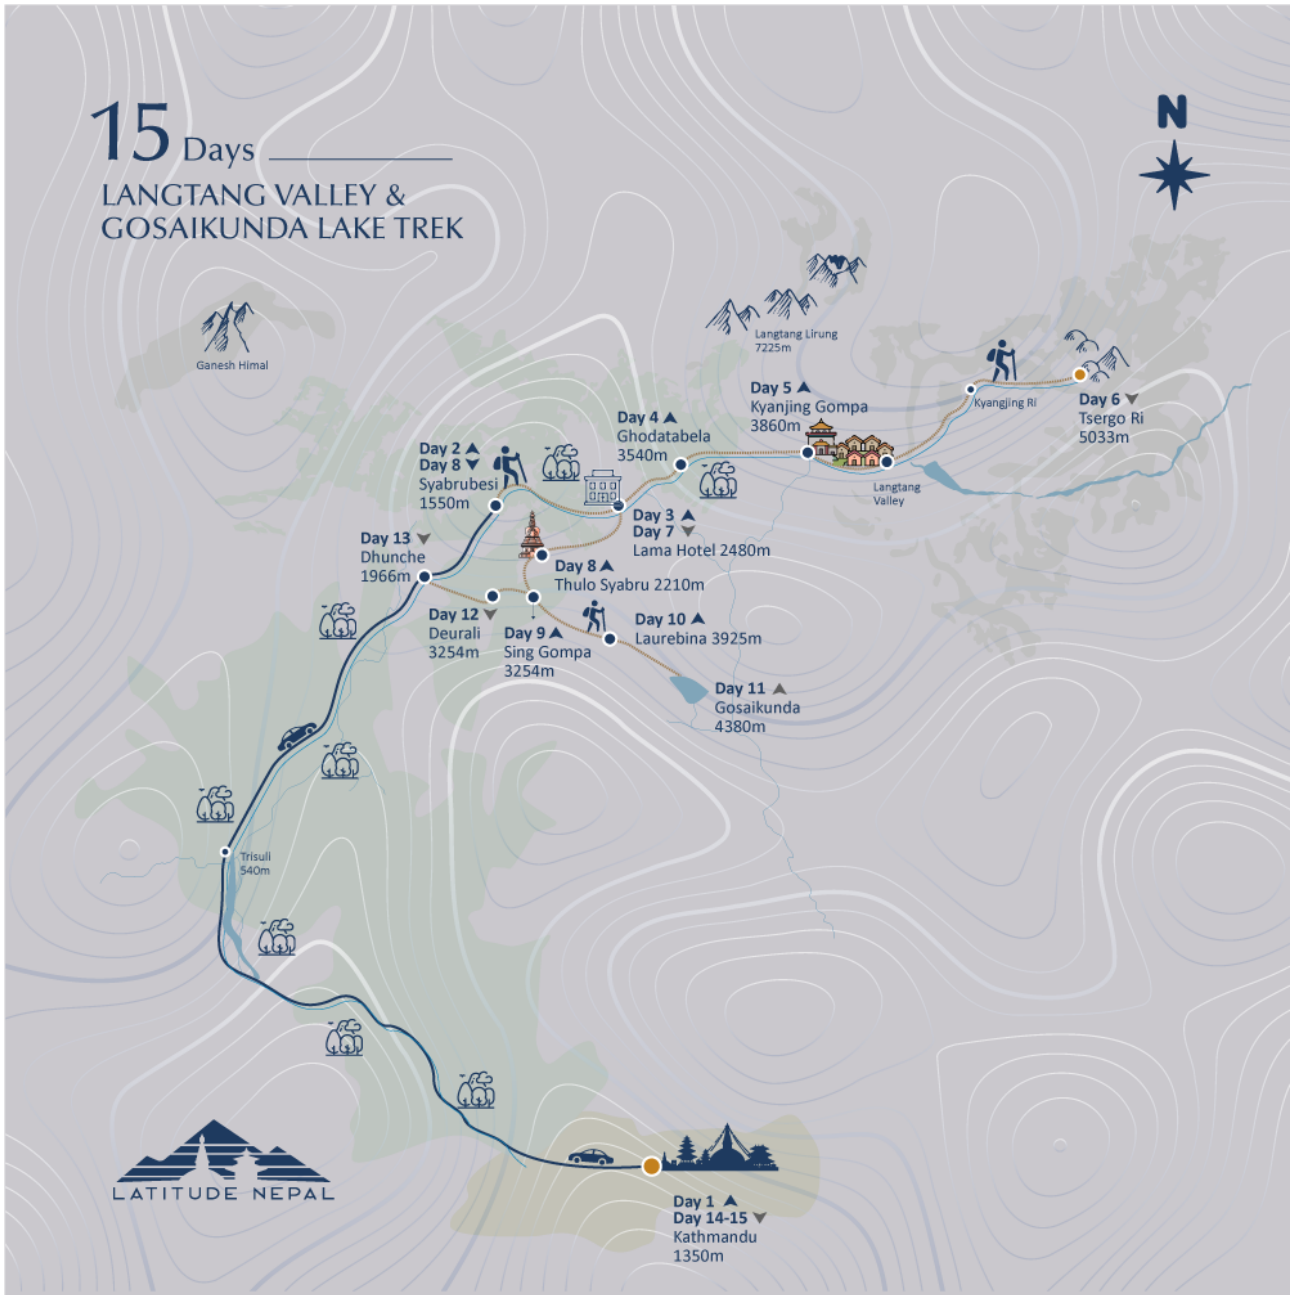 15 Days
LANGTANG VALLEY &
GOSAIKUNDA LAKE TREK
N
Ganesh Himal
Langtang Lirung
7225m
Day 5
Kyanjing Gompa
3860m
Kyangjing Ri
Day 6
Tsergo Ri
5033m
Day 4
Ghodatabela
3540m
Day 2
Day 8
Syabrubesi
1550m
Langtang
Valley
Day 3
Day 7
Lama Hotel 2480m
Day 13
Dhunche
1966m
Day 8
Thulo Syabru 2210m
Day 12
Deurali
3254m
Day 9
Sing Gompa
3254m
Day 10
Laurebina 3925m
Day 11
Gosaikunda
4380m
Trisuli
540m
LATITUDE NEPAL
Day 1
Day 14-15
Kathmandu
1350m